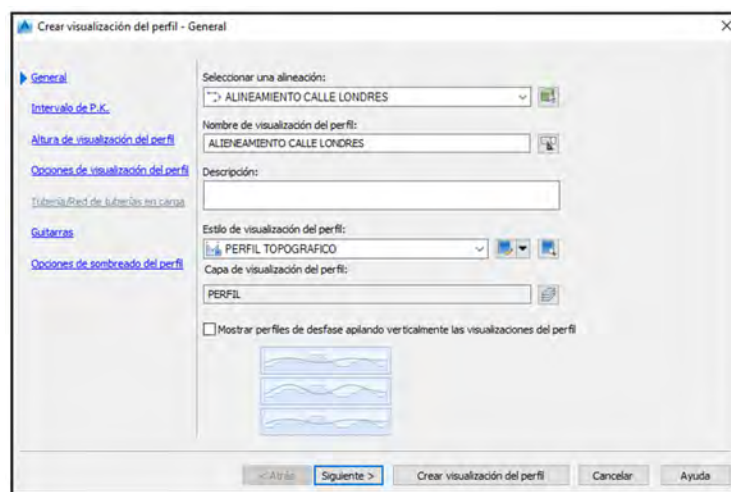 Crear visualización del perfil - General
General
Intervalo de P.K.
Altura de visualización del perfil
Opciones de visualización del perfil
Tubería/Red de tuberías en carga
Guitarras
Opciones de sombreado del perfil
Seleccionar una alineación:
ALINEAMIENTO CALLE LONDRES
Nombre de visualización del perfil:
ALIENEAMIENTO CALLE LONDRES
Descripción:
Estilo de visualización del perfil:
PERFIL TOPOGRAFICO
Capa de visualización del perfil:
PERFIL
Mostrar perfiles de desfase apilando verticalmente las visualizaciones del perfil
< Atrás
Siguiente >
Crear visualización del perfil
Cancelar
Ayuda